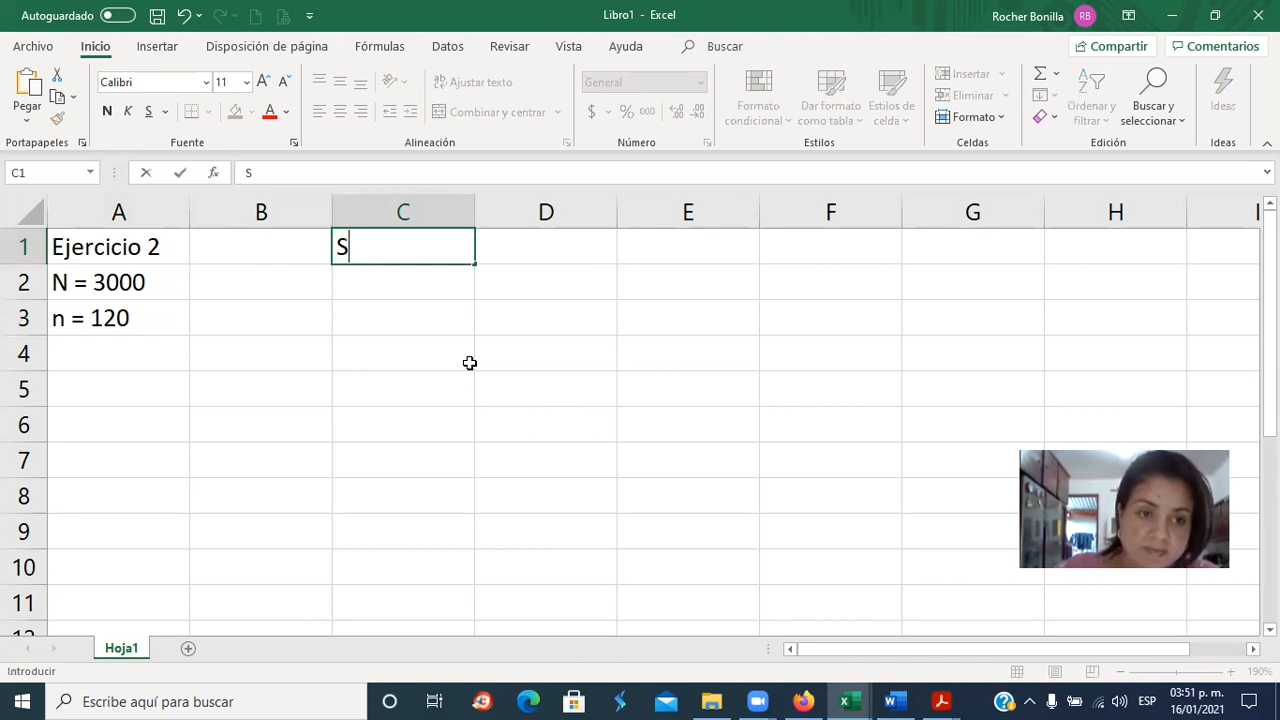 Autoguardado
Libro1 - Excel
Rocher Bonilla RB
Archivo Inicio Insertar Disposición de página Fórmulas Datos Revisar Vista Ayuda Buscar Compartir Comentarios
Pegar
Calibri 11
N K S
Ajustar texto
Combinar y centrar
General
$ % 000
Formato condicional
Dar formato como tabla
Estilos de celda
Insertar
Eliminar
Formato
Ordenar y filtrar
Buscar y seleccionar
Ideas
Portapapeles Fuente Alineación Número Estilos Celdas Edición Ideas
C1 fx S
A B C D E F G H I
1 Ejercicio 2 S
2 N = 3000
3 n = 120
4
5
6
7
8
9
10
11
12
Hoja1
Introducir 190%
Escribe aquí para buscar
ESP
03:51 p. m.
16/01/2021